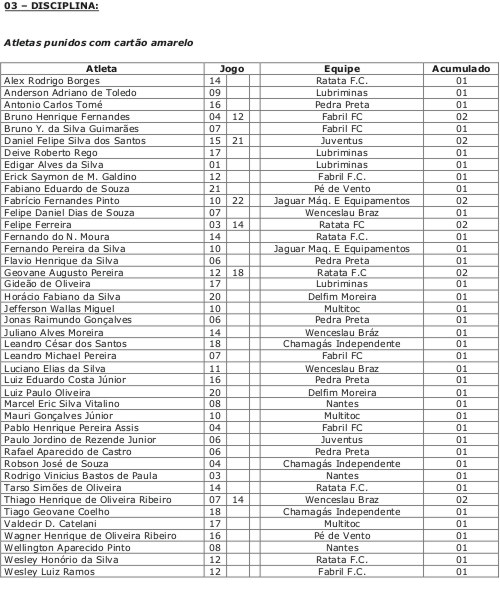 03 – DISCIPLINA:
Atletas punidos com cartão amarelo
Atleta Jogo Equipe Acumulado
Alex Rodrigo Borges 14 Ratata F.C. 01
Anderson Adriano de Toledo 09 Lubriminas 01
Antonio Carlos Tomé 16 Pedra Preta 01
Bruno Henrique Fernandes 04 12 Fabril FC 02
Bruno Y. da Silva Guimarães 07 Fabril FC 01
Daniel Felipe Silva dos Santos 15 21 Juventus 02
Deive Roberto Rego 17 Lubriminas 01
Edigar Alves da Silva 01 Lubriminas 01
Erick Saymon de M. Galdino 12 Fabril F.C. 01
Fabiano Eduardo de Souza 21 Pé de Vento 01
Fabrício Fernandes Pinto 10 22 Jaguar Máq. E Equipamentos 02
Felipe Daniel Dias de Souza 07 Wenceslau Braz 01
Felipe Ferreira 03 14 Ratata FC 02
Fernando do N. Moura 14 Ratata F.C. 01
Fernando Pereira da Silva 10 Jaguar Maq. E Equipamentos 01
Flavio Henrique da Silva 06 Pedra Preta 01
Geovane Augusto Pereira 12 18 Ratata F.C 02
Gideão de Oliveira 17 Lubriminas 01
Horácio Fabiano da Silva 20 Delfim Moreira 01
Jefferson Wallas Miguel 10 Multitoc 01
Jonas Raimundo Gonçalves 06 Pedra Preta 01
Juliano Alves Moreira 14 Wenceslau Bráz 01
Leandro César dos Santos 18 Chamagás Independente 01
Leandro Michael Pereira 07 Fabril FC 01
Luciano Elias da Silva 11 Wenceslau Braz 01
Luiz Eduardo Costa Júnior 16 Pedra Preta 01
Luiz Paulo Oliveira 20 Delfim Moreira 01
Marcel Eric Silva Vitalino 08 Nantes 01
Mauri Gonçalves Júnior 10 Multitoc 01
Pablo Henrique Pereira Assis 04 Fabril FC 01
Paulo Jordino de Rezende Junior 06 Juventus 01
Rafael Aparecido de Castro 06 Pedra Preta 01
Robson José de Souza 04 Chamagás Independente 01
Rodrigo Vinicius Bastos de Paula 03 Nantes 01
Tarso Simões de Oliveira 14 Ratata F.C. 01
Thiago Henrique de Oliveira Ribeiro 07 14 Wenceslau Braz 02
Tiago Geovane Coelho 18 Chamagás Independente 01
Valdecir D. Catelani 17 Multitoc 01
Wagner Henrique de Oliveira Ribeiro 16 Pé de Vento 01
Wellington Aparecido Pinto 08 Nantes 01
Wesley Honório da Silva 12 Ratata F.C. 01
Wesley Luiz Ramos 12 Fabril F.C. 01